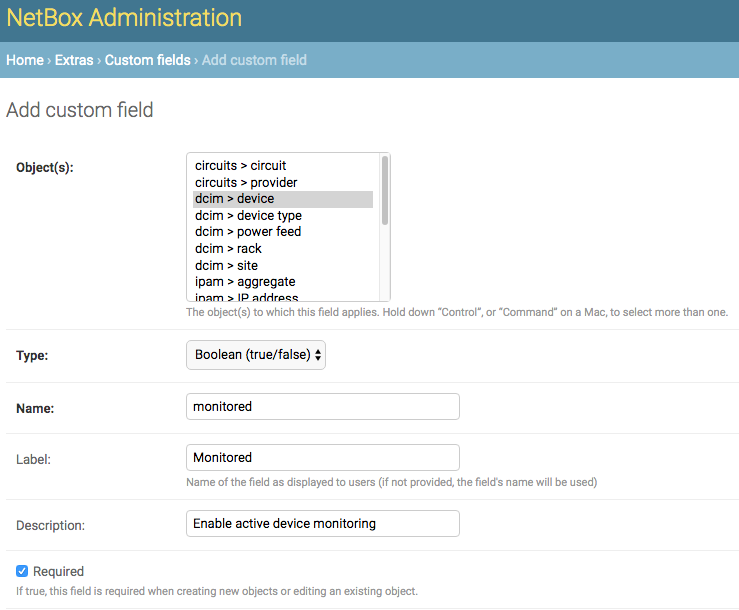 NetBox Administration
Home › Extras › Custom fields › Add custom field
Add custom field
Object(s):
circuits > circuit
circuits > provider
dcim > device
dcim > device type
dcim > power feed
dcim > rack
dcim > site
ipam > aggregate
ipam > IP address
The object(s) to which this field applies. Hold down “Control”, or “Command” on a Mac, to select more than one.
Type:
Boolean (true/false)
Name:
monitored
Label:
Monitored
Name of the field as displayed to users (if not provided, the field's name will be used)
Description:
Enable active device monitoring
Required
If true, this field is required when creating new objects or editing an existing object.